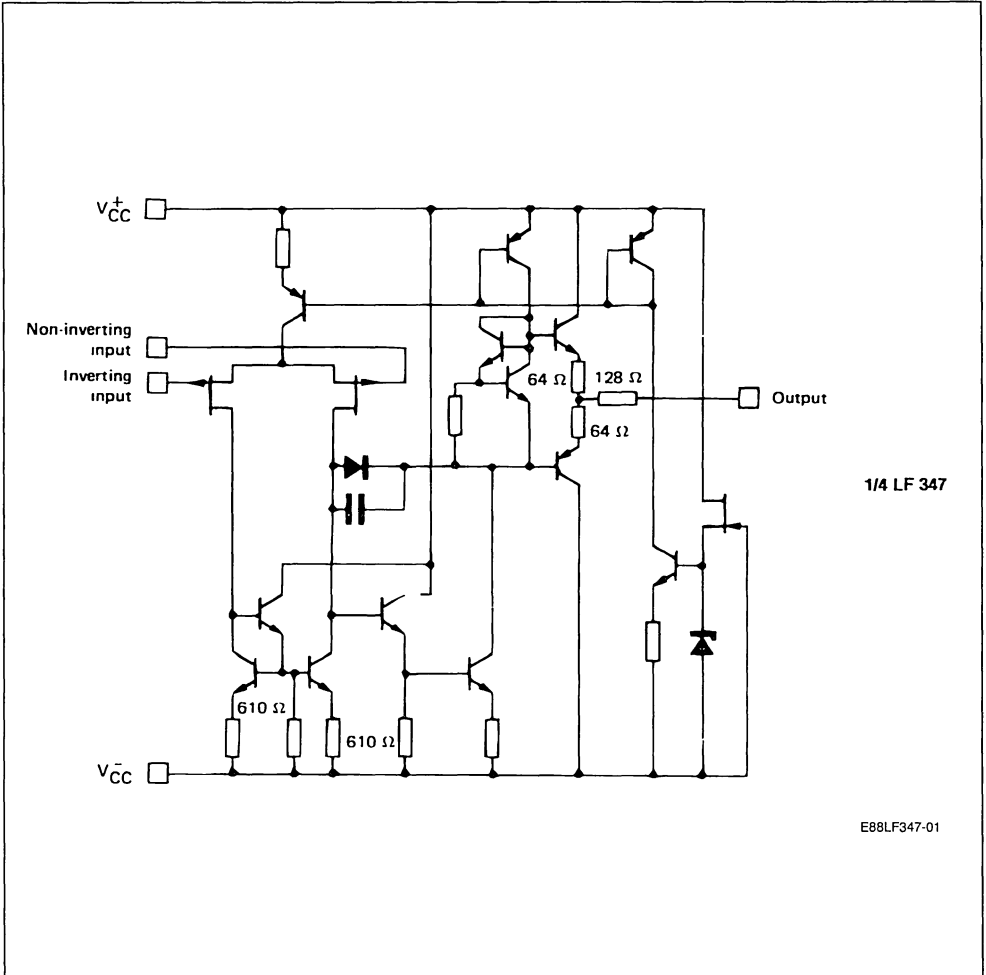 V+CC
Non-inverting
input
Inverting
input
64 Ω
128 Ω
Output
64 Ω
1/4 LF 347
610 Ω
610 Ω
V-CC
E88LF347-01